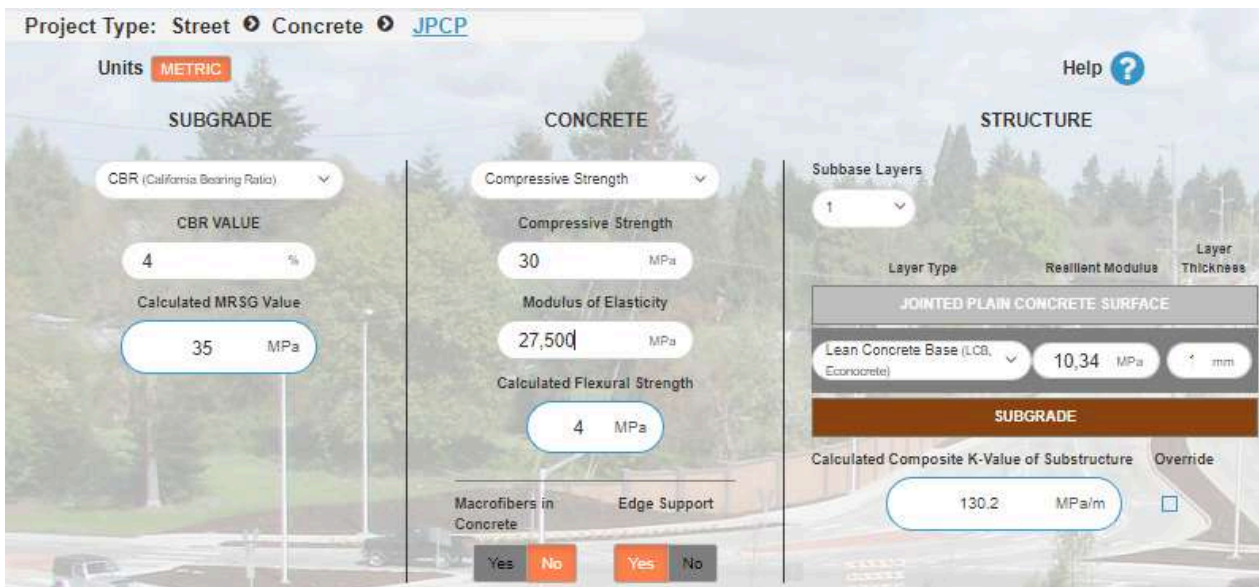 Project Type: Street Concrete JPCP
Units METRIC
Help ?
SUBGRADE
CBR (California Bearing Ratio)
CBR VALUE
4 %
Calculated MRSG Value
35 MPa
CONCRETE
Compressive Strength
Compressive Strength
30 MPa
Modulus of Elasticity
27,500 MPa
Calculated Flexural Strength
4 MPa
Macrofibers in
Concrete
Yes No
Edge Support
Yes No
STRUCTURE
Subbase Layers
1
Layer Type Resilient Modulus Layer
Thickness
JOINTED PLAIN CONCRETE SURFACE
Lean Concrete Base (LCB,
Econocrete)
10,34 MPa
mm
SUBGRADE
Calculated Composite K-Value of Substructure Override
130.2 MPa/m